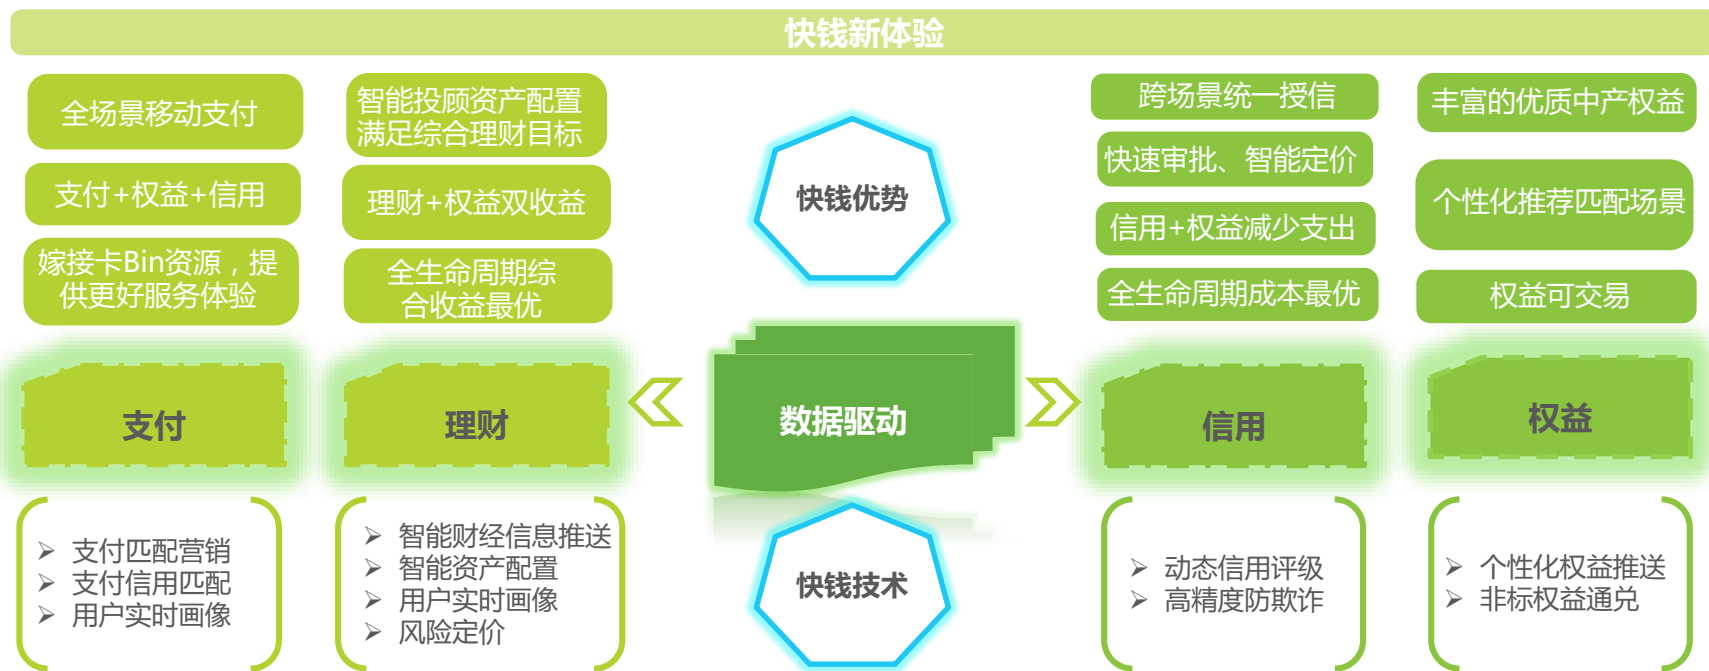 快钱新体验
全场景移动支付
支付+权益+信用
嫁接卡Bin资源，提
供更好服务体验
智能投顾资产配置
满足综合理财目标
理财+权益双收益
全生命周期综
合收益最优
快钱优势
跨场景统一授信
快速审批、智能定价
信用+权益减少支出
全生命周期成本最优
丰富的优质中产权益
个性化推荐匹配场景
权益可交易
支付
理财
数据驱动
信用
权益
➢ 支付匹配营销
➢ 支付信用匹配
➢ 用户实时画像
➢ 智能财经信息推送
➢ 智能资产配置
➢ 用户实时画像
➢ 风险定价
快钱技术
➢ 动态信用评级
➢ 高精度防欺诈
➢ 个性化权益推送
➢ 非标权益通兑